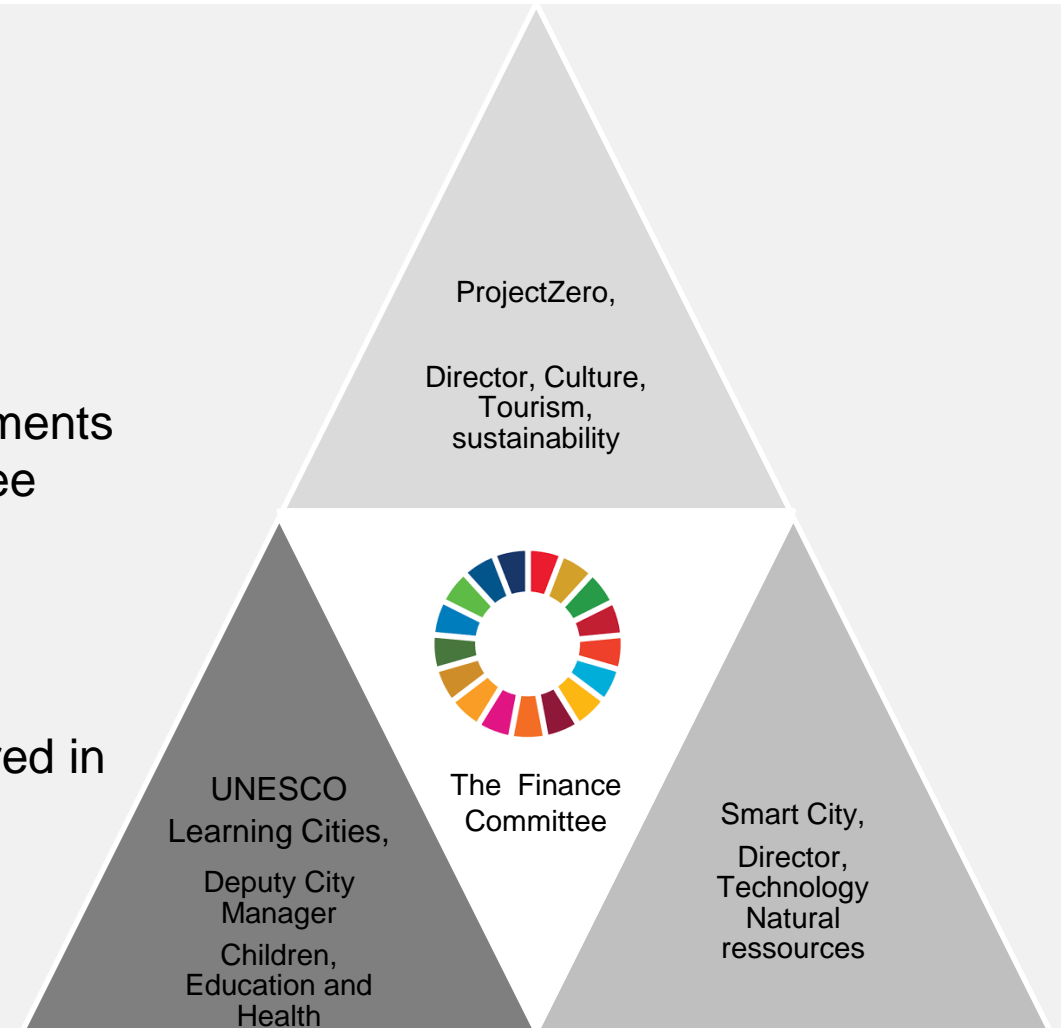 ProjectZero,
Director, Culture,
Tourism,
sustainability
ments
ee
ed in
UNESCO
Learning Cities,
Deputy City
Manager
Children,
Education and
Health
The Finance
Committee
Smart City,
Director,
Technology
Natural
ressources